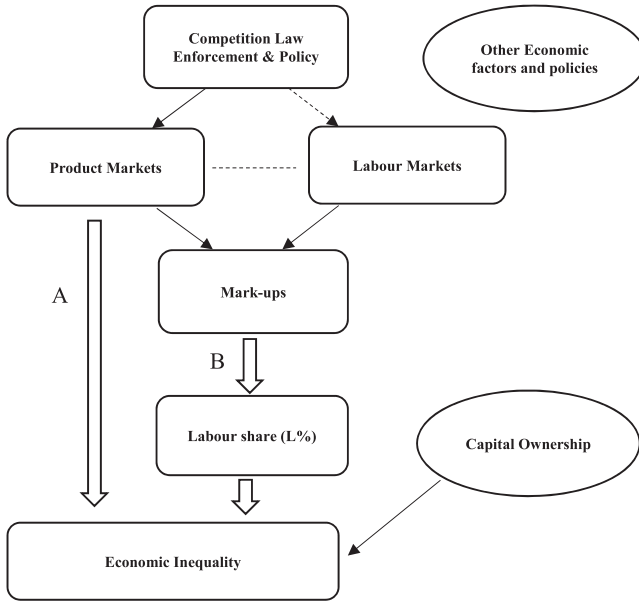 Competition Law
Enforcement & Policy
Other Economic
factors and policies
Product Markets
Labour Markets
Mark-ups
A
B
Labour share (L%)
Capital Ownership
Economic Inequality